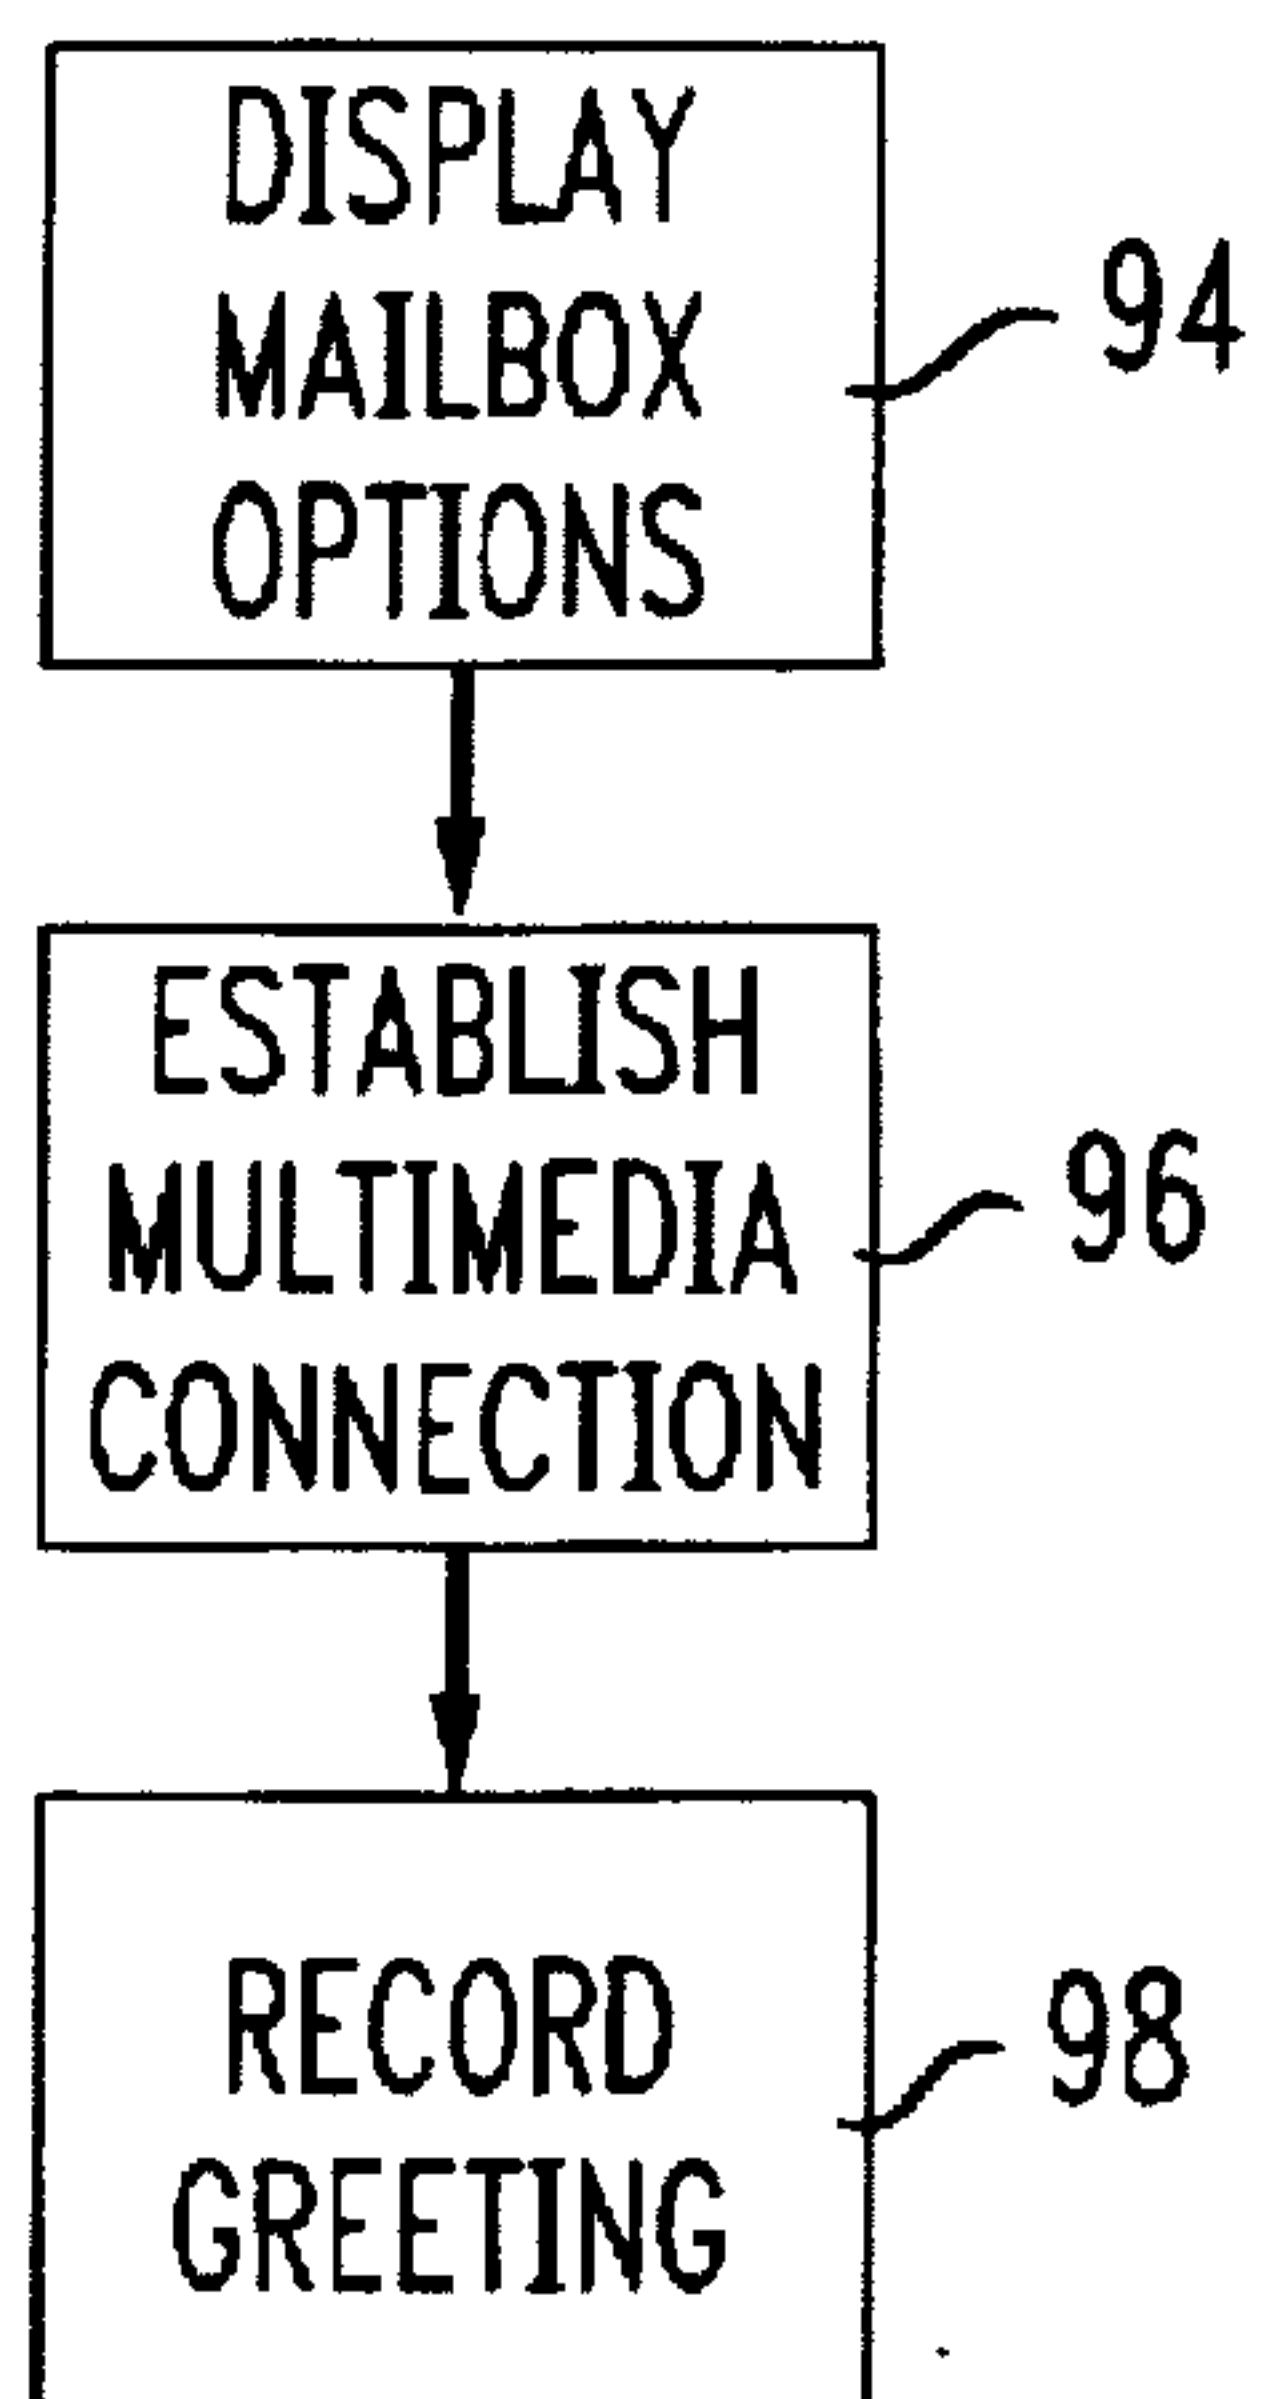 DISPLAY
MAILBOX
OPTIONS
94
ESTABLISH
MULTIMEDIA
CONNECTION
96
RECORD
GREETING
98